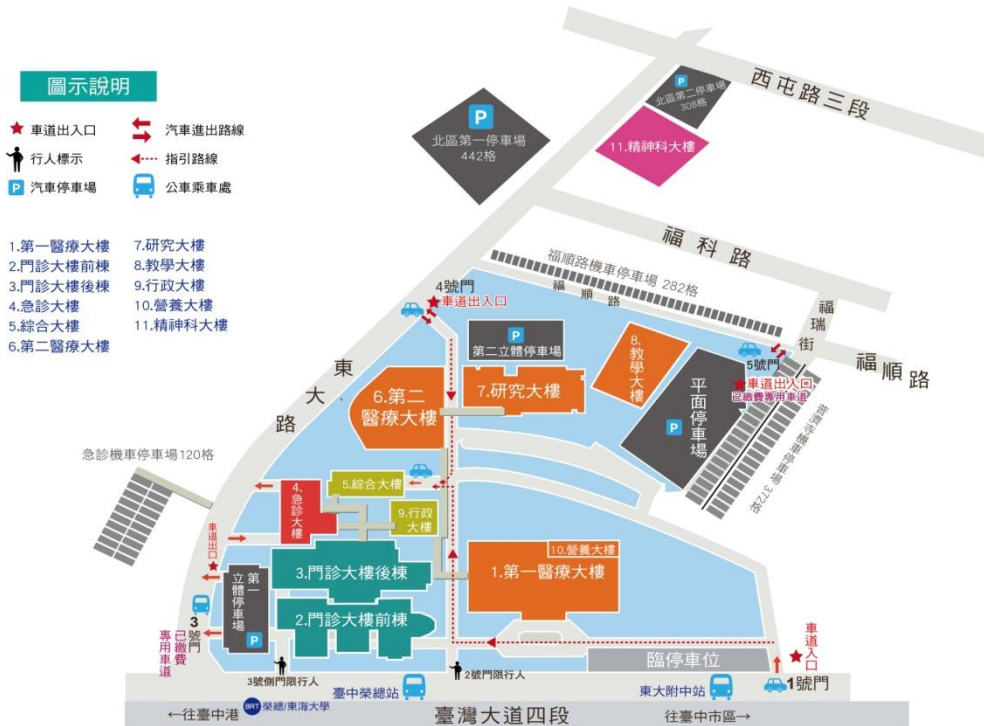 圖示說明
車道出入口
汽車進出路線
行人標示
指引路線
P
汽車停車場
公車乘車處
1.第一醫療大樓
2.門診大樓前棟
3.門診大樓後棟
4.急診大樓
5.綜合大樓
6.第二醫療大樓
7.研究大樓
8.教學大樓
9.行政大樓
10.營養大樓
11.精神科大樓
西屯路三段
P
北區第二停車場
308格
P
北區第一停車場
442格
11.精神科大樓
福科路
福順路機車停車場 282格
福順路
福瑞街
福順路
4號門
車道出入口
東大路
P
第二立體停車場
8.教學大樓
5號門
車道出入口
已繳費專用車道
平面停車場
P
普濟寺機車停車場 372格
6.第二
醫療大樓
7.研究大樓
急診機車停車場120格
5.綜合大樓
4.急診大樓
9.行政
大樓
車道出口
10.營養大樓
1.第一醫療大樓
3.門診大樓後棟
第一
立體停車場
P
2.門診大樓前棟
3號門
已繳費
專用車道
車道入口
臨停車位
1號門
3號側門限行人
2號門限行人
臺中榮總站
東大附中站
←往臺中港
BRT
榮總/東海大學
臺灣大道四段
往臺中市區→